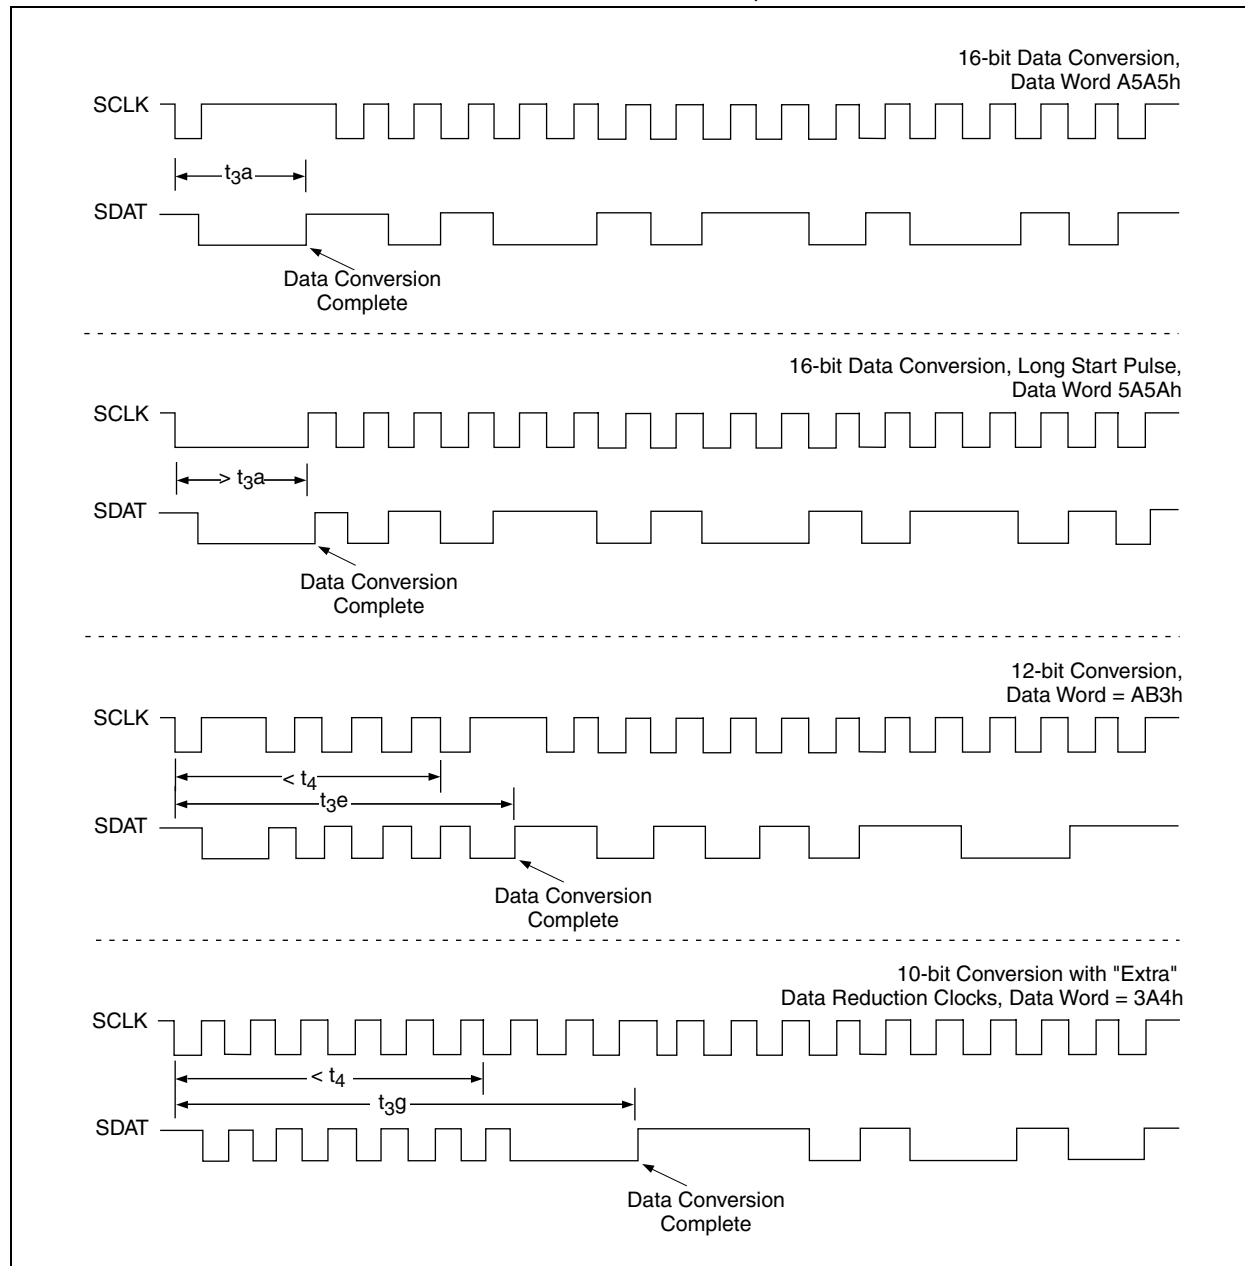 16-bit Data Conversion,
Data Word A5A5h
SCLK
t3a
SDAT
Data Conversion
Complete
16-bit Data Conversion, Long Start Pulse,
Data Word 5A5Ah
SCLK
> t3a
SDAT
Data Conversion
Complete
12-bit Conversion,
Data Word = AB3h
SCLK
< t4
t3e
SDAT
Data Conversion
Complete
10-bit Conversion with "Extra"
Data Reduction Clocks, Data Word = 3A4h
SCLK
< t4
t3g
SDAT
Data Conversion
Complete